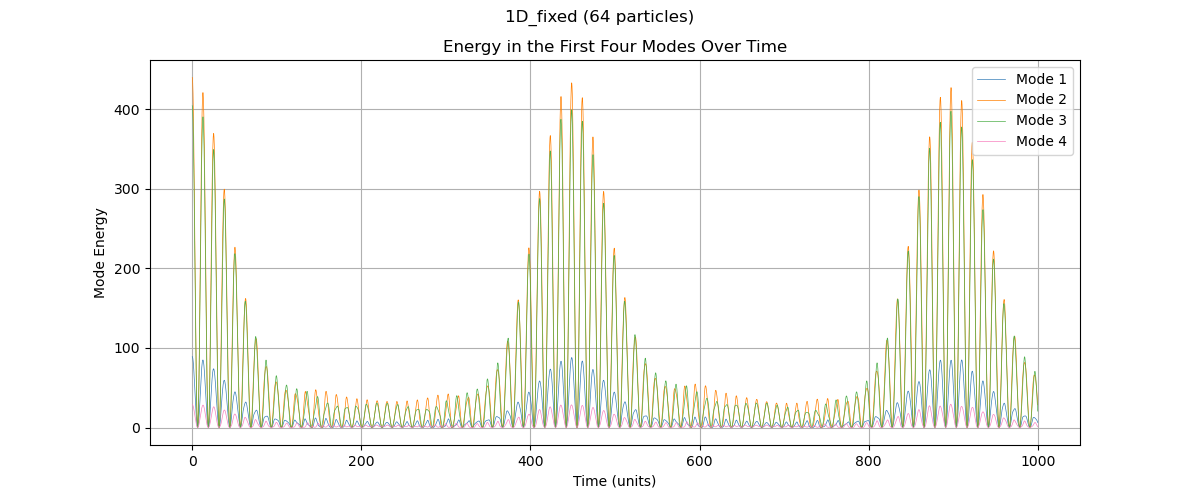 1D_fixed (64 particles)
Energy in the First Four Modes Over Time
Mode Energy
400
300
200
100
0
0
200
400
600
800
1000
Time (units)
Mode 1
Mode 2
Mode 3
Mode 4